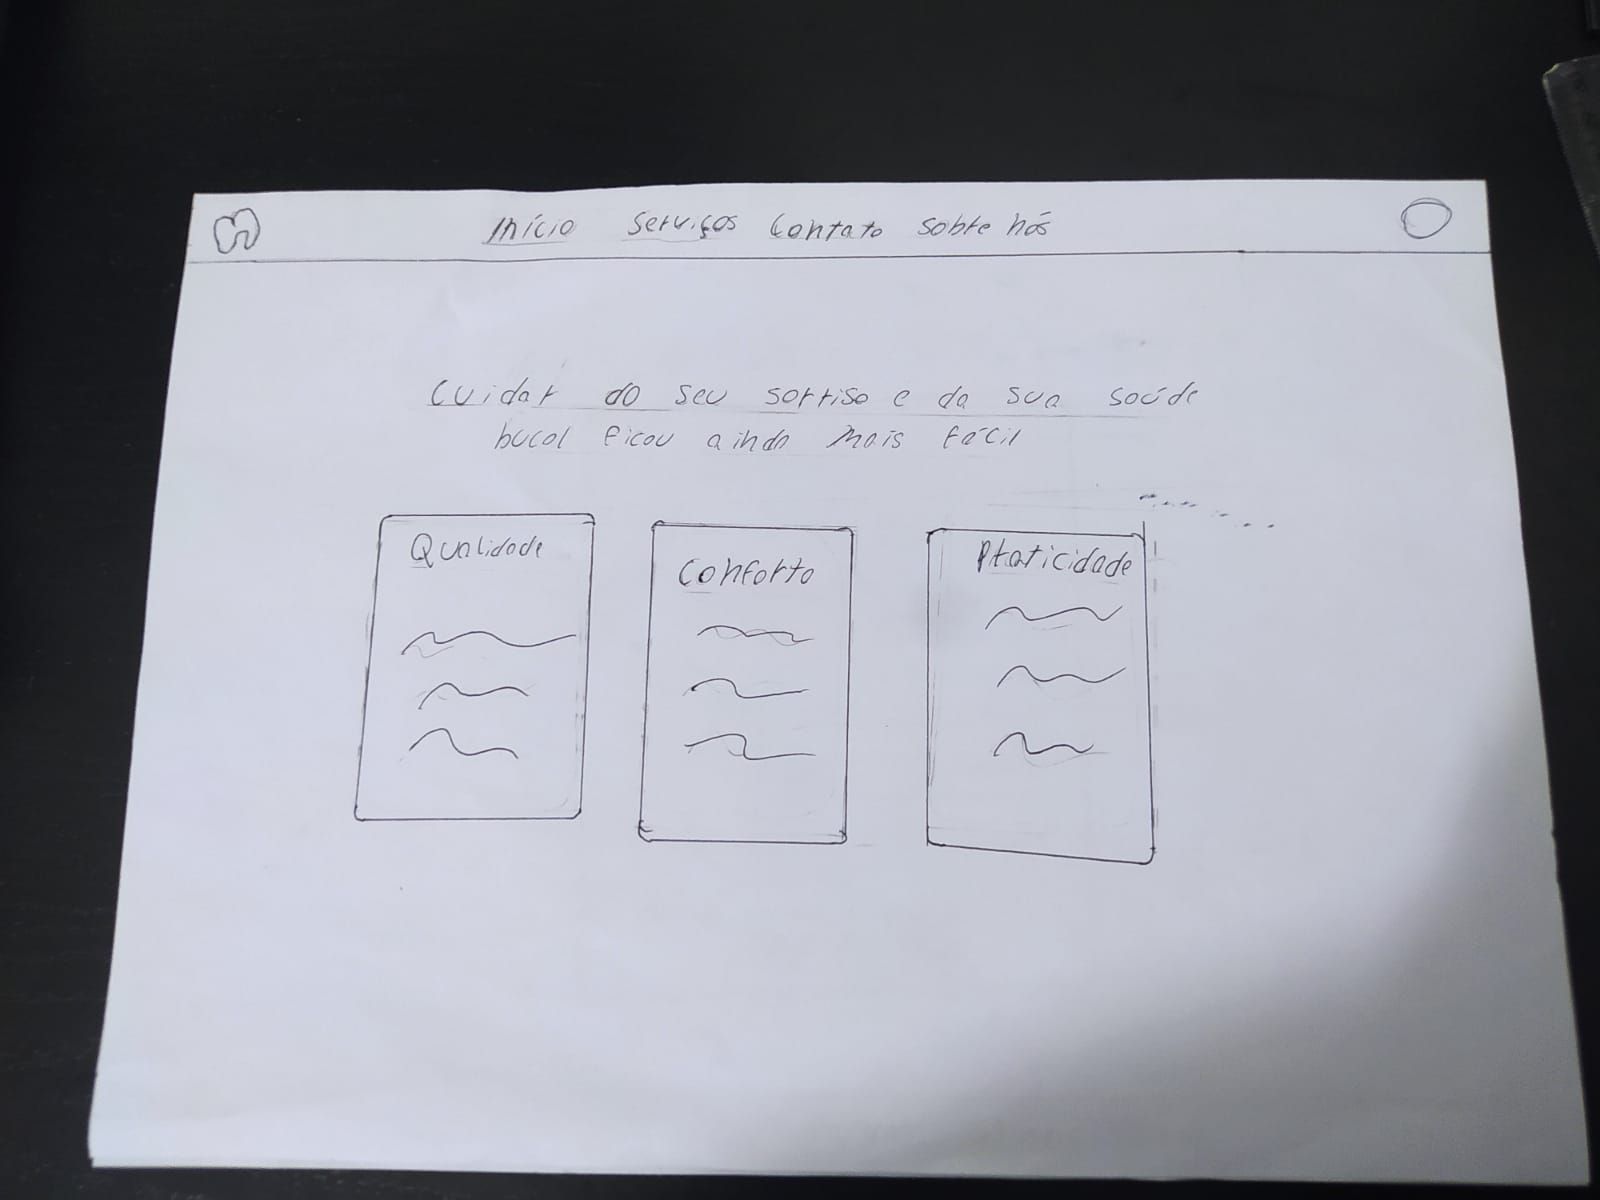 Início Serviços Contato Sobre nós
Cuidar do seu sorriso e da sua saúde
bucal ficou ainda mais fácil
Qualidade
Conforto
Praticidade